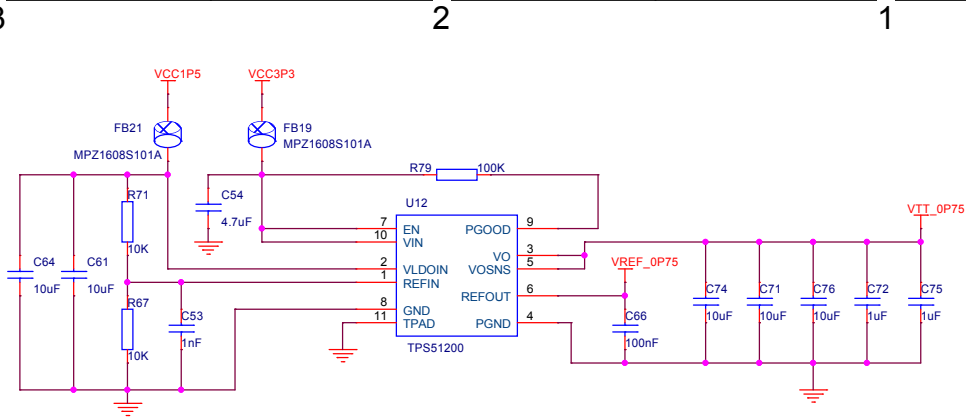 3
2
1
VCC1P5
VCC3P3
FB21
MPZ1608S101A
FB19
MPZ1608S101A
R79
100K
R71
10K
C54
4.7uF
U12
7
EN
10
VIN
2
VLDOIN
1
REFIN
8
GND
11
TPAD
PGOOD
9
VO
3
VOSNS
5
REFOUT
6
PGND
4
TPS51200
VTT_0P75
VREF_0P75
C64
10uF
C61
10uF
R67
10K
C53
1nF
C66
100nF
C74
10uF
C71
10uF
C76
10uF
C72
1uF
C75
1uF